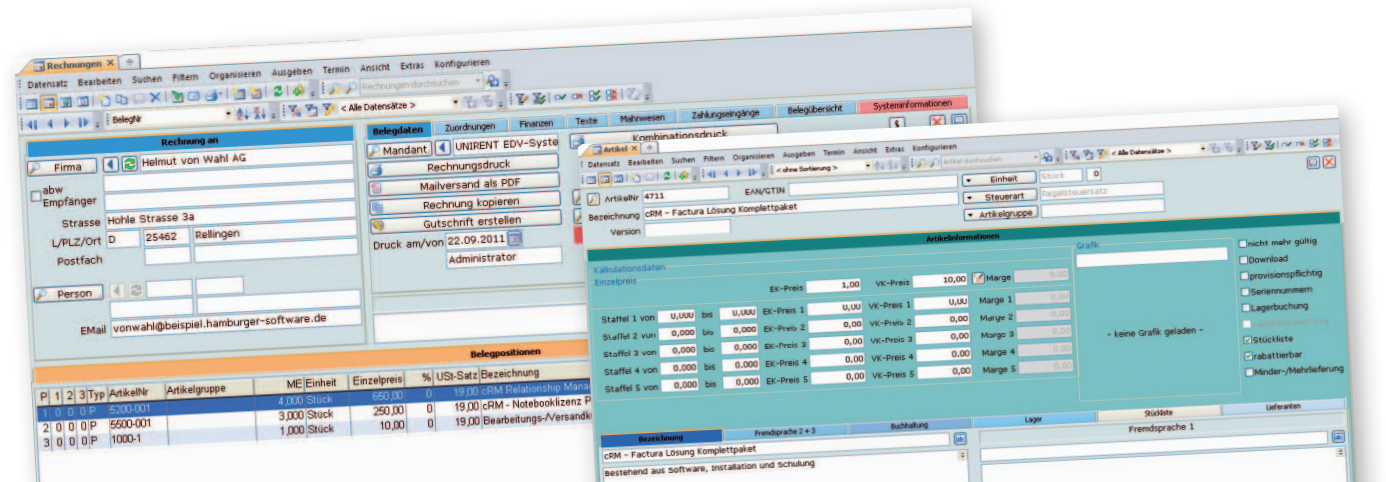 Rechnungen
Datensatz Bearbeiten Suchen Filtern Organisieren Ausgeben Termin Ansicht Extras Konfigurieren
Rechnungen durchsuchen
BelegNr < Alle Datensätze >
Rechnung an
Firma Helmut von Wahl AG
abw
Empfänger
Strasse Hohle Strasse 3a
L/PLZ/Ort D 25462 Rellingen
Postfach
Person
EMail vonwahl@beispiel.hamburger-software.de
Belegdaten Zuordnungen Finanzen Texte Mahnwesen Zahlungseingänge Belegübersicht Systeminformationen
Mandant UNIRENT EDV-Syste
Kombinationsdruck
Rechnungsdruck
Mailversand als PDF
Rechnung kopieren
Gutschrift erstellen
Druck am/von 22.09.2011
Administrator
Belegpositionen
P 1 2 3 Typ ArtikelNr Artikelgruppe ME Einheit Einzelpreis % USt-Satz Bezeichnung
1 0 0 0 P 5200-001 4,000 Stück 650,00 0 19,00 cRM Relationship Mana
2 0 0 0 P 5500-001 3,000 Stück 250,00 0 19,00 cRM - Notebooklizenz P
3 0 0 0 P 1000-1 1,000 Stück 10,00 0 19,00 Bearbeitungs-/Versandk
Artikel
Datensatz Bearbeiten Suchen Filtern Organisieren Ausgeben Termin Ansicht Extras Konfigurieren
< ohne Sortierung > Artikel durchsuchen < Alle Datensätze >
ArtikelNr 4711 EAN/GTIN Einheit Stück 0
Bezeichnung cRM - Factura Lösung Komplettpaket Steuerart Regelsteuersatz
Version Artikelgruppe
Artikelinformationen
Kalkulationsdaten
Einzelpreis
EK-Preis 1,00 VK-Preis 10,00 Marge 9,00
Staffel 1 von 0,000 bis 0,000 EK-Preis 1 0,00 VK-Preis 1 0,00 Marge 1 0,00
Staffel 2 von 0,000 bis 0,000 EK-Preis 2 0,00 VK-Preis 2 0,00 Marge 2 0,00
Staffel 3 von 0,000 bis 0,000 EK-Preis 3 0,00 VK-Preis 3 0,00 Marge 3 0,00
Staffel 4 von 0,000 bis 0,000 EK-Preis 4 0,00 VK-Preis 4 0,00 Marge 4 0,00
Staffel 5 von 0,000 bis 0,000 EK-Preis 5 0,00 VK-Preis 5 0,00 Marge 5 0,00
Grafik
- keine Grafik geladen -
nicht mehr gültig
Download
provisionspflichtig
Seriennummern
Lagerbuchung
Stückliste
rabattierbar
Minder-/Mehrlieferung
Bezeichnung Fremdsprache 2 + 3 Buchhaltung Lager Stückliste Lieferanten
cRM - Factura Lösung Komplettpaket
Fremdsprache 1
Bestehend aus Software, Installation und Schulung